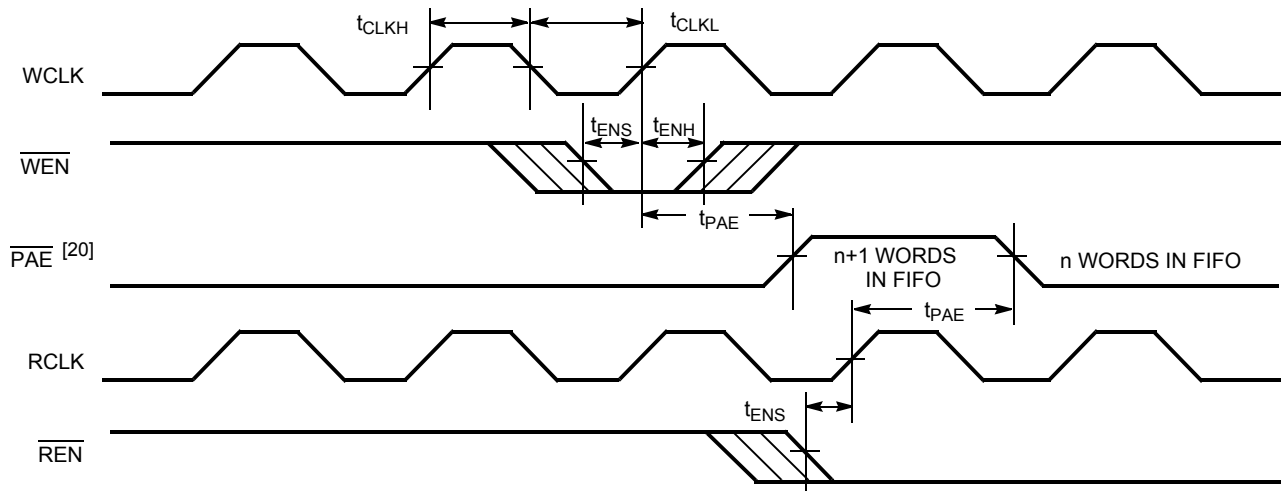 tCLKH
tCLKL
WCLK
tENS
tENH
WEN
tPAE
PAE [20]
n+1 WORDS
IN FIFO
n WORDS IN FIFO
tPAE
RCLK
tENS
REN